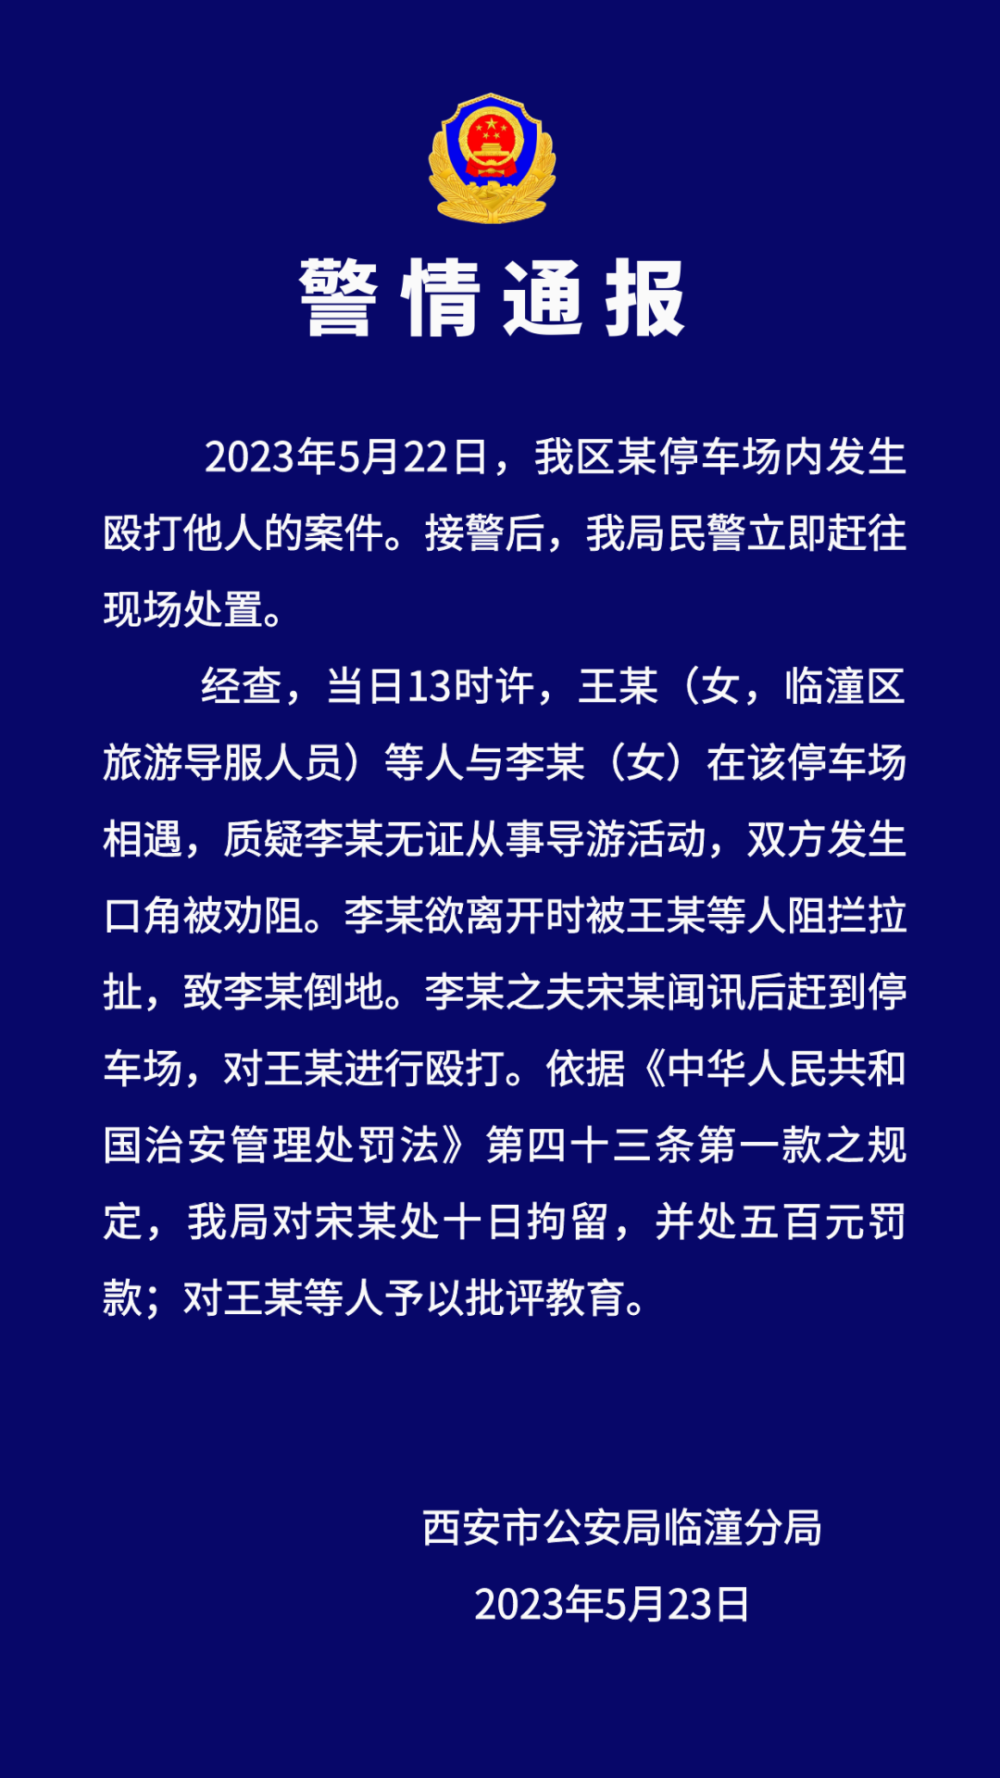 警情通报
2023年5月22日，我区某停车场内发生
殴打他人的案件。接警后，我局民警立即赶往
现场处置。
经查，当日13时许，王某（女，临潼区
旅游导服人员）等人与李某（女）在该停车场
相遇，质疑李某无证从事导游活动，双方发生
口角被劝阻。李某欲离开时被王某等人阻拦拉
扯，致李某倒地。李某之夫宋某闻讯后赶到停
车场，对王某进行殴打。依据《中华人民共和
国治安管理处罚法》第四十三条第一款之规
定，我局对宋某处十日拘留，并处五百元罚
款；对王某等人予以批评教育。
西安市公安局临潼分局
2023年5月23日